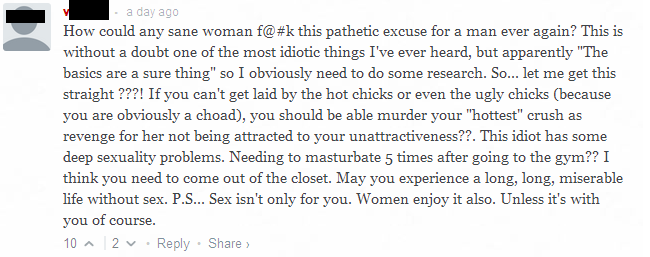 v
· a day ago
How could any sane woman f@#k this pathetic excuse for a man ever again? This is
without a doubt one of the most idiotic things I've ever heard, but apparently "The
basics are a sure thing" so I obviously need to do some research. So... let me get this
straight ???! If you can't get laid by the hot chicks or even the ugly chicks (because
you are obviously a choad), you should be able murder your "hottest" crush as
revenge for her not being attracted to your unattractiveness??. This idiot has some
deep sexuality problems. Needing to masturbate 5 times after going to the gym?? I
think you need to come out of the closet. May you experience a long, long, miserable
life without sex. P.S... Sex isn't only for you. Women enjoy it also. Unless it's with
you of course.
10 | 2 • Reply • Share ›